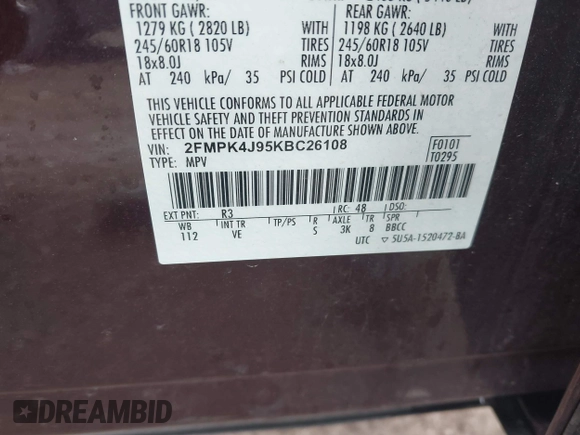 FRONT GAWR: REAR GAWR:
1279 KG ( 2820 LB) WITH 1198 KG ( 2640 LB) WITH
245/60R18 105V TIRES 245/60R18 105V TIRES
18x8.0J RIMS 18x8.0J RIMS
AT 240 kPa/ 35 PSI COLD AT 240 kPa/ 35 PSI COLD
THIS VEHICLE CONFORMS TO ALL APPLICABLE FEDERAL MOTOR
VEHICLE SAFETY AND THEFT PREVENTION STANDARDS IN
EFFECT ON THE DATE OF MANUFACTURE SHOWN ABOVE.
VIN: 2FMPK4J95KBC26108 F0101
TYPE: MPV T0295
EXT PNT: R3 RC: 48 DSO:
WB INT TR TP/PS R AXLE TR SPR
112 VE S 3K 8 BBCC
UTC ▽ 5U5A-1520472-BA
DREAMBID